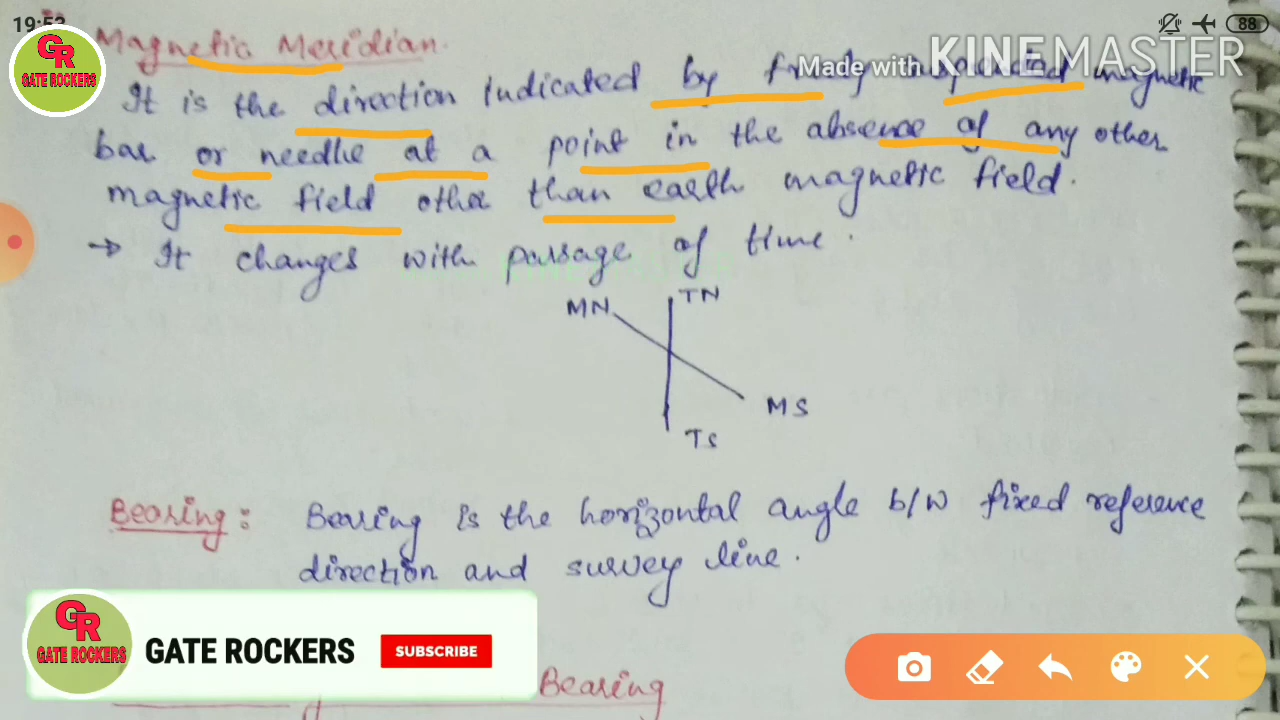 19:53
88
GR
GATE ROCKERS
Made with KINEMASTER
Magnetic Meridian.
It is the direction indicated by freely suspended magnetic
bar or needle at a point in the absence of any other
magnetic field other than earth magnetic field.
→ It changes with passage of time.
MN
TN
MS
TS
Bearing: Bearing is the horizontal angle b/w fixed reference
direction and survey line.
GR
GATE ROCKERS
GATE ROCKERS
SUBSCRIBE
Bearing